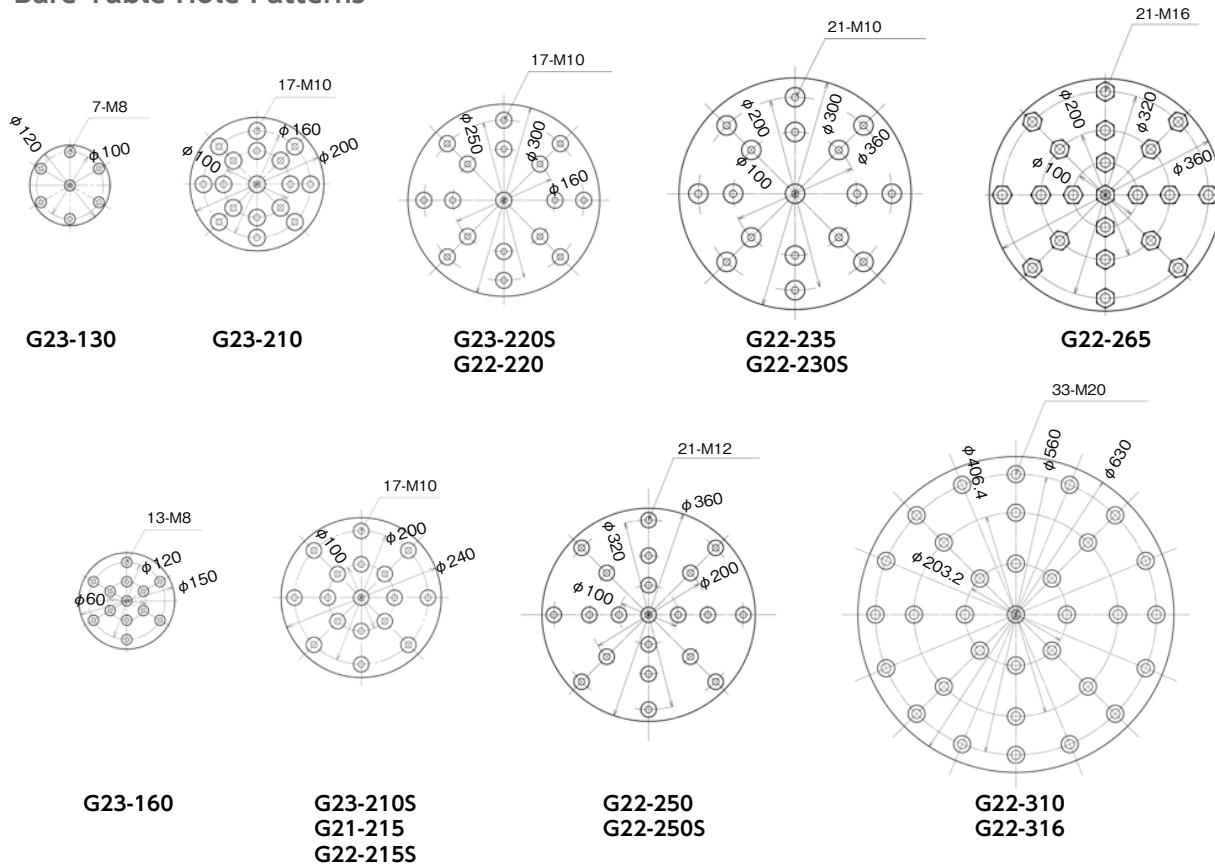 Bare Table Hole Patterns
7-M8
φ120
φ100
G23-130
17-M10
φ160
φ100
φ200
G23-210
17-M10
φ250
φ300
φ160
G23-220S
G22-220
21-M10
φ200
φ300
φ360
φ100
G22-235
G22-230S
21-M16
φ200
φ320
φ360
φ100
G22-265
13-M8
φ120
φ150
φ60
G23-160
17-M10
φ100
φ200
φ240
G23-210S
G21-215
G22-215S
21-M12
φ360
φ320
φ200
φ100
G22-250
G22-250S
33-M20
φ406.4
φ560
φ630
φ203.2
G22-310
G22-316